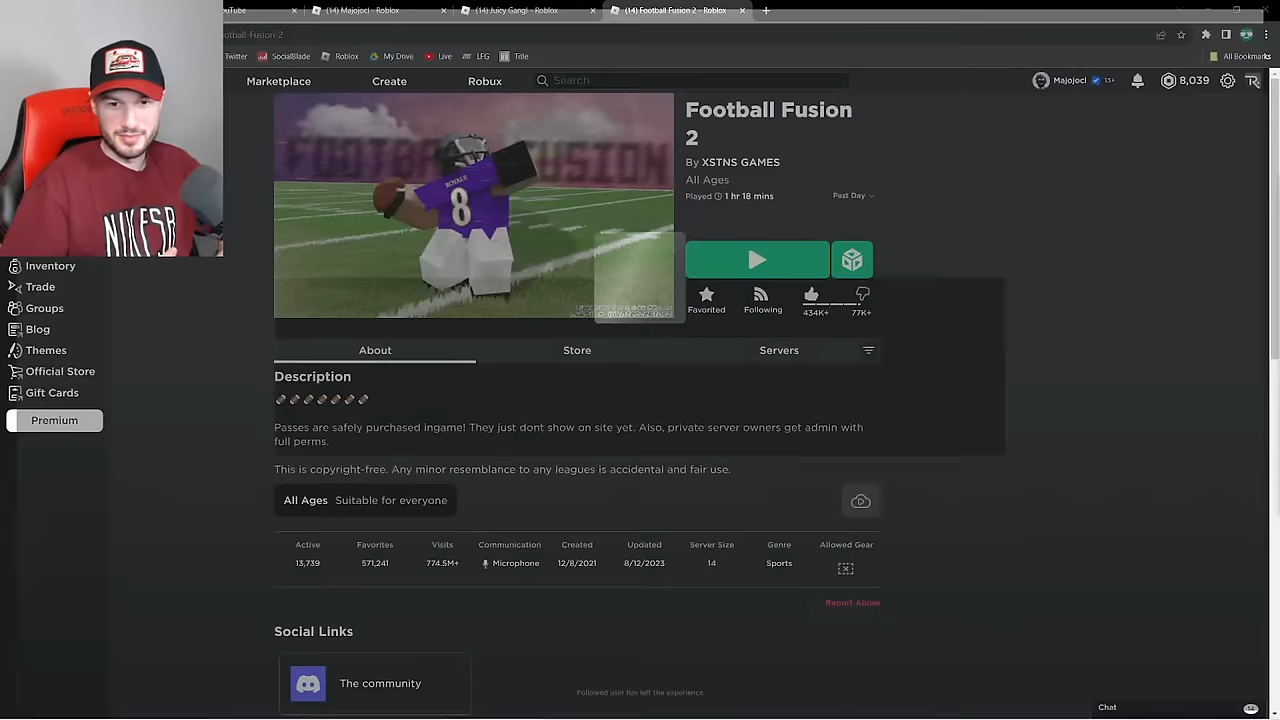 (14) Majojoci - Roblox
(14) Juicy Gang! - Roblox
(14) Football Fusion 2 - Roblox
otball-Fusion-2
Twitter
SocialBlade
Roblox
My Drive
Live
LFG
Title
All Bookmarks
Marketplace
Create
Robux
Search
Majojoci
13+
8,039
Football Fusion
2
By XSTNS GAMES
All Ages
Played 1 hr 18 mins
Past Day
ROYALS
8
Favorited
Following
434K+
77K+
Inventory
Trade
Groups
Blog
Themes
Official Store
Gift Cards
Premium
About
Store
Servers
Description
Passes are safely purchased ingame! They just dont show on site yet. Also, private server owners get admin with
full perms.
This is copyright-free. Any minor resemblance to any leagues is accidental and fair use.
All Ages Suitable for everyone
Active
Favorites
Visits
Communication
Created
Updated
Server Size
Genre
Allowed Gear
13,739
571,241
774.5M+
Microphone
12/8/2021
8/12/2023
14
Sports
Report Abuse
Social Links
The community
Followed user has left the experience
Chat